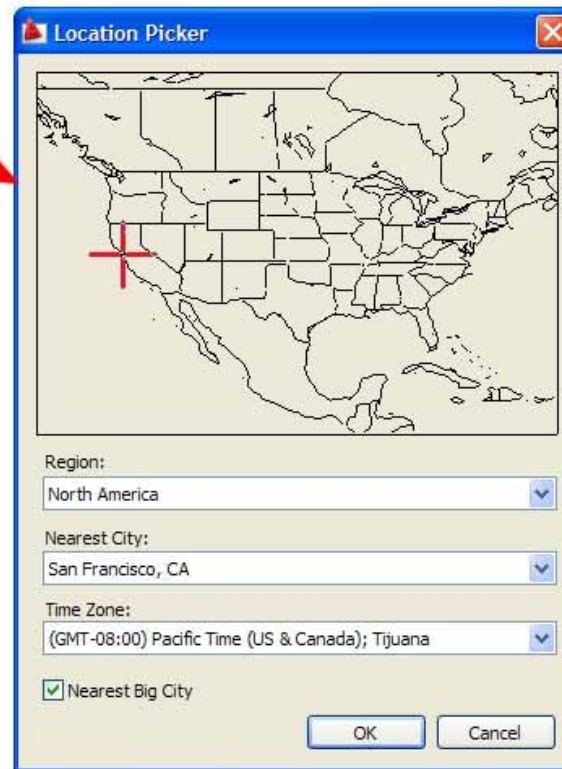 Location Picker
Region:
North America
Nearest City:
San Francisco, CA
Time Zone:
(GMT-08:00) Pacific Time (US & Canada); Tijuana
Nearest Big City
OK
Cancel